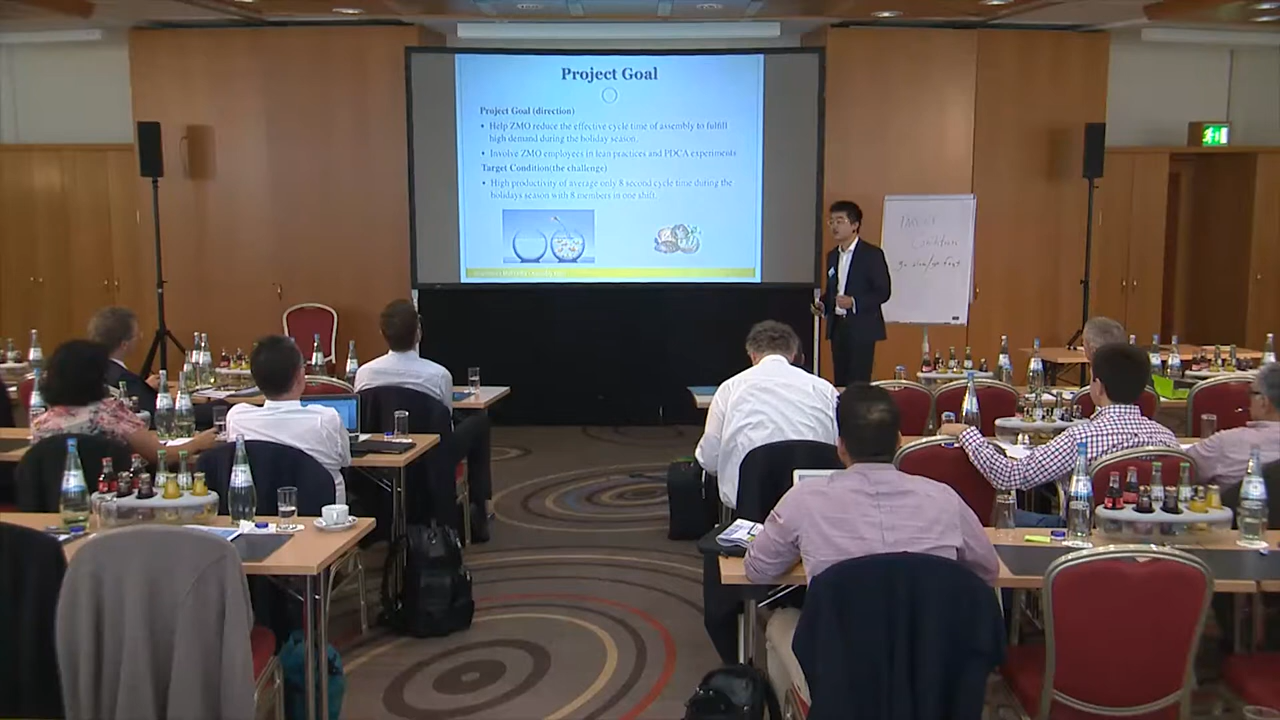 Project Goal
Project Goal (direction)
• Help ZMO reduce the effective cycle time of assembly to fulfill
high demand during the holiday season.
• Involve ZMO employees in lean practices and PDCA experiments
Target Condition(the challenge)
• High productivity of average only 8 second cycle time during the
holidays season with 8 members in one shift.
TARGET
Condition